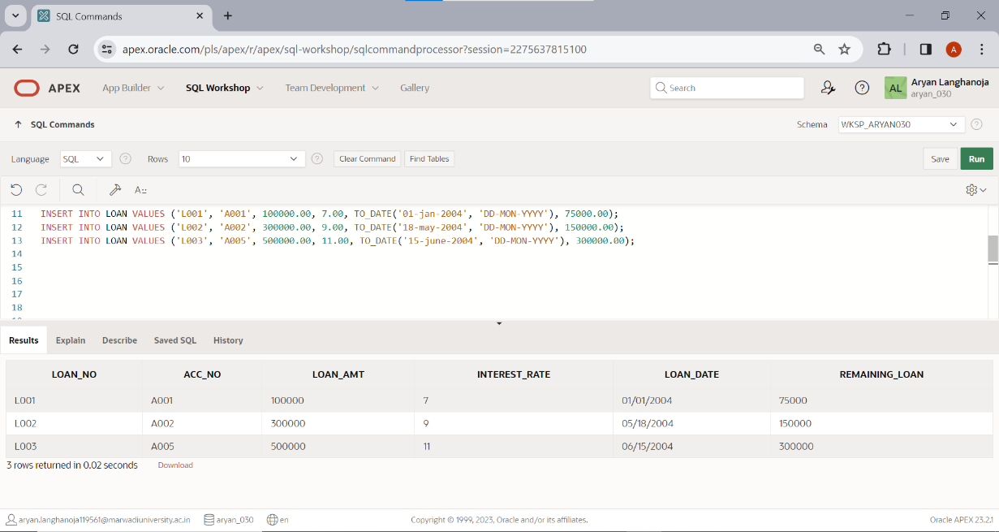 SQL Commands
apex.oracle.com/pls/apex/r/apex/sql-workshop/sqlcommandprocessor?session=2275637815100
A
APEX App Builder SQL Workshop Team Development Gallery Search AL Aryan Langhanoja
aryan_030
SQL Commands Schema WKSP_ARYAN030
Language SQL Rows 10 Clear Command Find Tables Save Run
A::
11 INSERT INTO LOAN VALUES ('L001', 'A001', 100000.00, 7.00, TO_DATE('01-jan-2004', 'DD-MON-YYYY'), 75000.00);
12 INSERT INTO LOAN VALUES ('L002', 'A002', 300000.00, 9.00, TO_DATE('18-may-2004', 'DD-MON-YYYY'), 150000.00);
13 INSERT INTO LOAN VALUES ('L003', 'A005', 500000.00, 11.00, TO_DATE('15-june-2004', 'DD-MON-YYYY'), 300000.00);
14
15
16
17
18
Results Explain Describe Saved SQL History
LOAN_NO ACC_NO LOAN_AMT INTEREST_RATE LOAN_DATE REMAINING_LOAN
L001 A001 100000 7 01/01/2004 75000
L002 A002 300000 9 05/18/2004 150000
L003 A005 500000 11 06/15/2004 300000
3 rows returned in 0.02 seconds Download
aryan.langhanoja119561@marwadiuniversity.ac.in aryan_030 en Copyright © 1999, 2023, Oracle and/or its affiliates. Oracle APEX 23.2.1